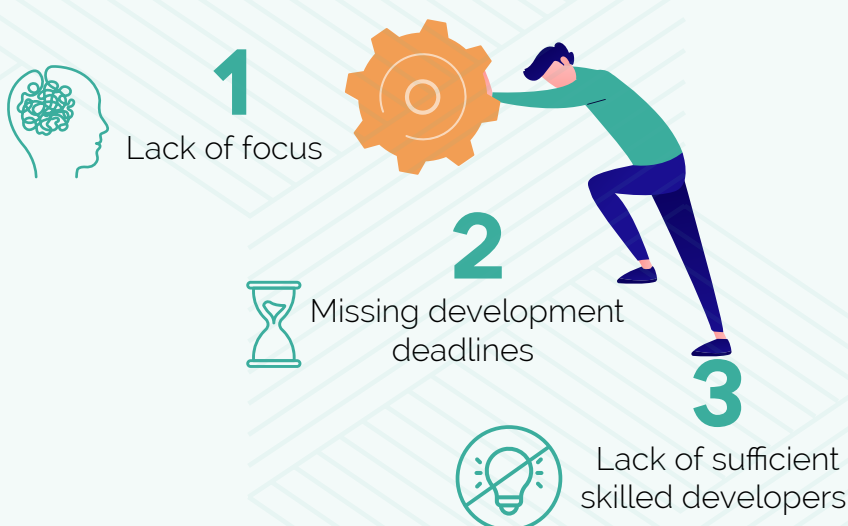 1
Lack of focus
2
Missing development
deadlines
3
Lack of sufficient
skilled developers